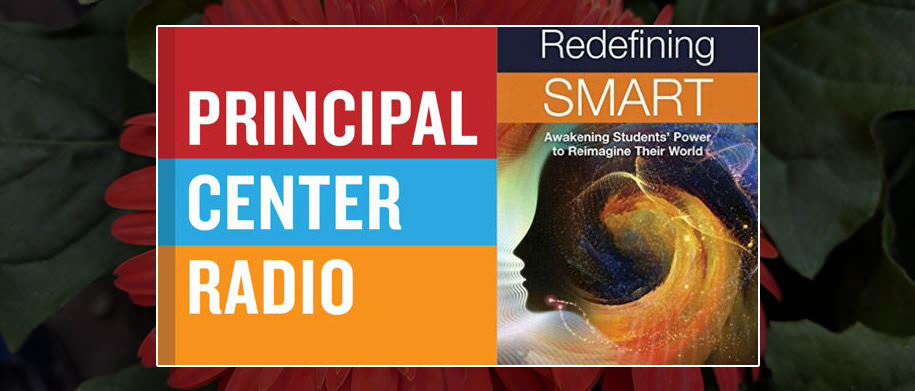 PRINCIPAL
CENTER
RADIO
Redefining
SMART
Awakening Students' Power
to Reimagine Their World